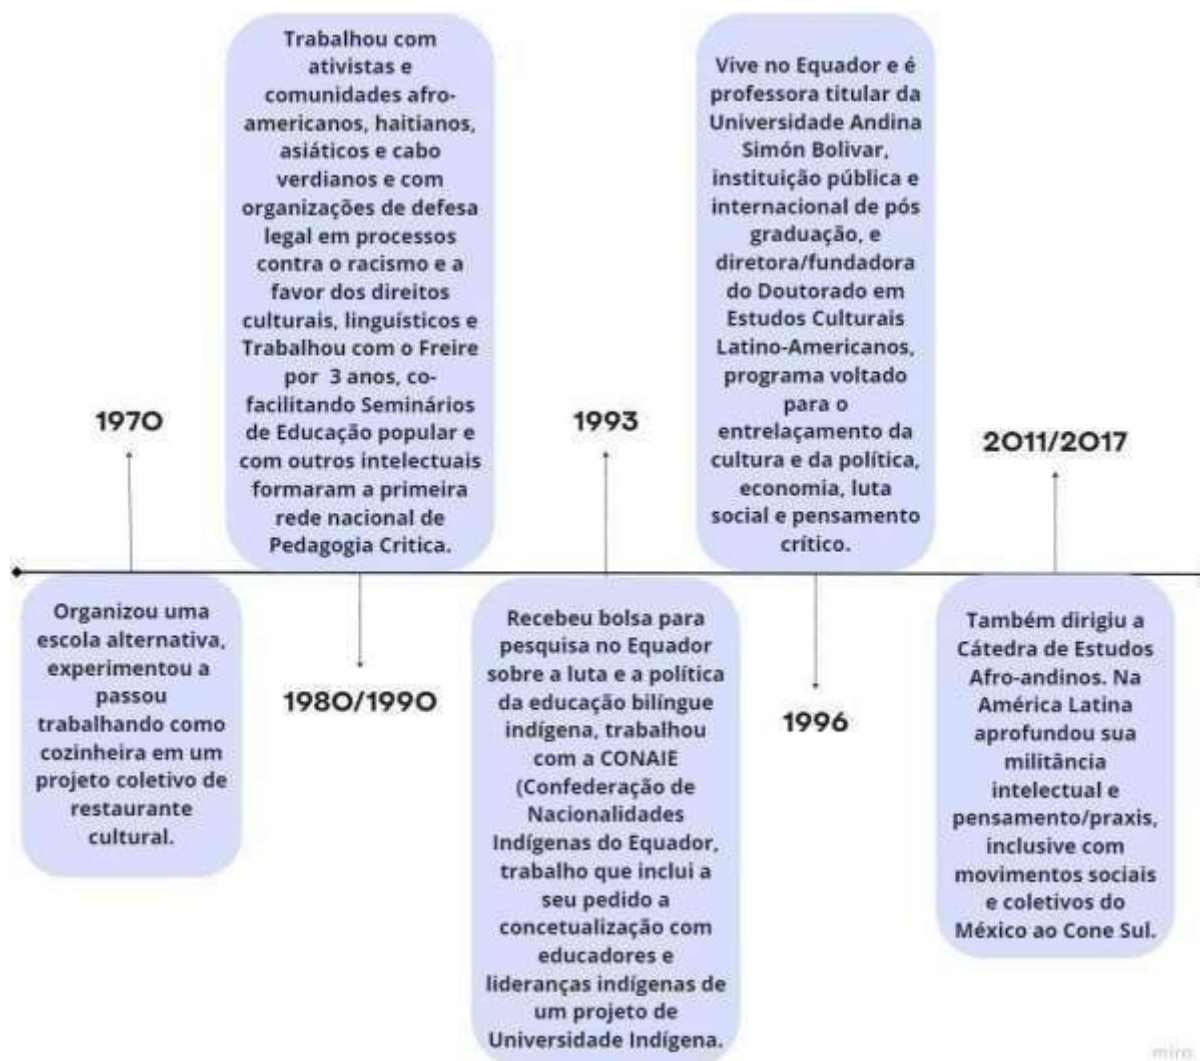 1970
Organizou uma
escola alternativa,
experimentou a
passou
trabalhando como
cozinheira em um
projeto coletivo de
restaurante
cultural.
Trabalhou com
ativistas e
comunidades afro-
americanos, haitianos,
asiáticos e cabo
verdianos e com
organizações de defesa
legal em processos
contra o racismo e a
favor dos direitos
culturais, linguísticos e
Trabalhou com o Freire
por 3 anos, co-
facilitando Seminários
de Educação popular e
com outros intelectuais
formaram a primeira
rede nacional de
Pedagogia Critica.
1980/1990
1993
Recebeu bolsa para
pesquisa no Equador
sobre a luta e a política
da educação bilíngue
indígena, trabalhou
com a CONAIE
(Confederação de
Nacionalidades
Indígenas do Equador,
trabalho que inclui a
seu pedido a
concetualização com
educadores e
lideranças indígenas de
um projeto de
Universidade Indígena.
Vive no Equador e é
professora titular da
Universidade Andina
Simón Bolivar,
instituição pública e
internacional de pós
graduação, e
diretora/fundadora
do Doutorado em
Estudos Culturais
Latino-Americanos,
programa voltado
para o
entrelaçamento da
cultura e da política,
economia, luta
social e pensamento
crítico.
1996
2011/2017
Também dirigiu a
Cátedra de Estudos
Afro-andinos. Na
América Latina
aprofundou sua
militância
intelectual e
pensamento/praxis,
inclusive com
movimentos sociais
e coletivos do
México ao Cone Sul.
miro